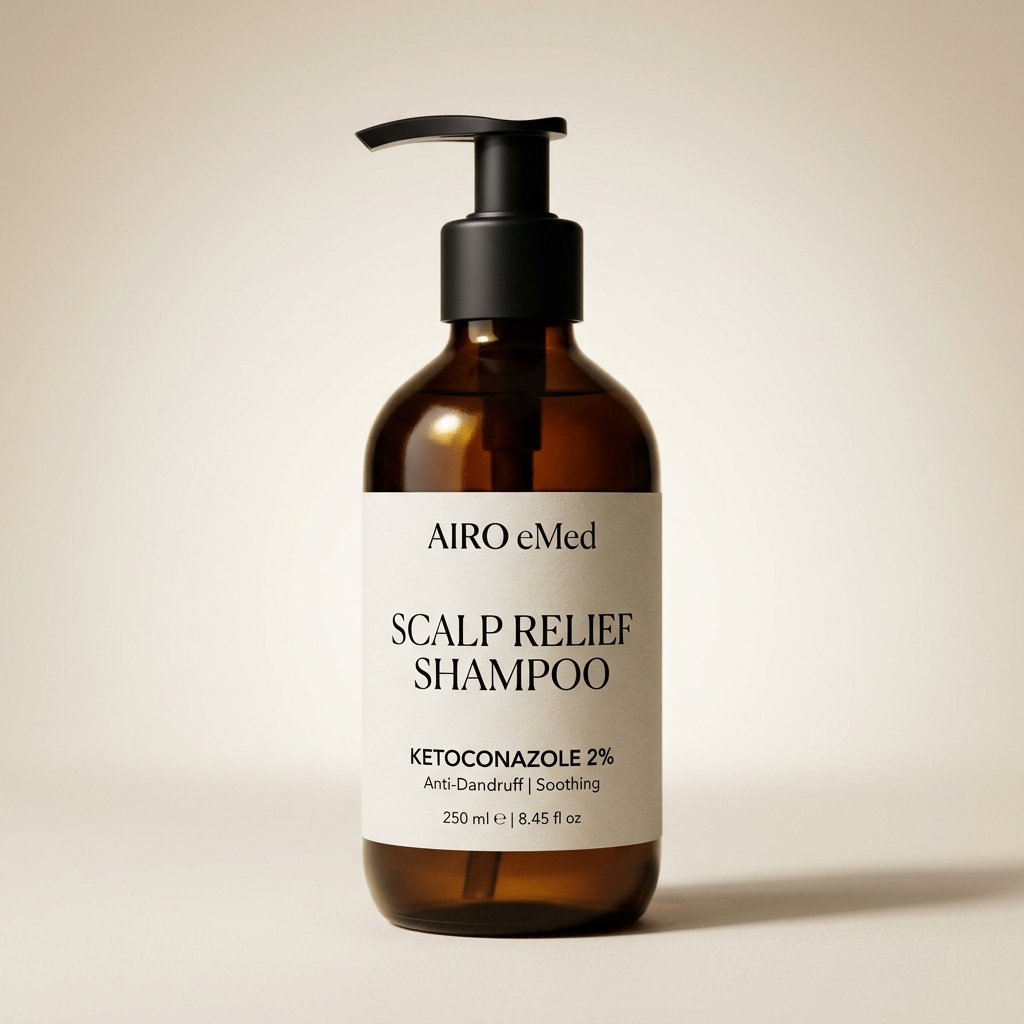 AIRO eMed
SCALP RELIEF
SHAMPOO
KETOCONAZOLE 2%
Anti-Dandruff | Soothing
250 ml ℮ | 8.45 fl oz